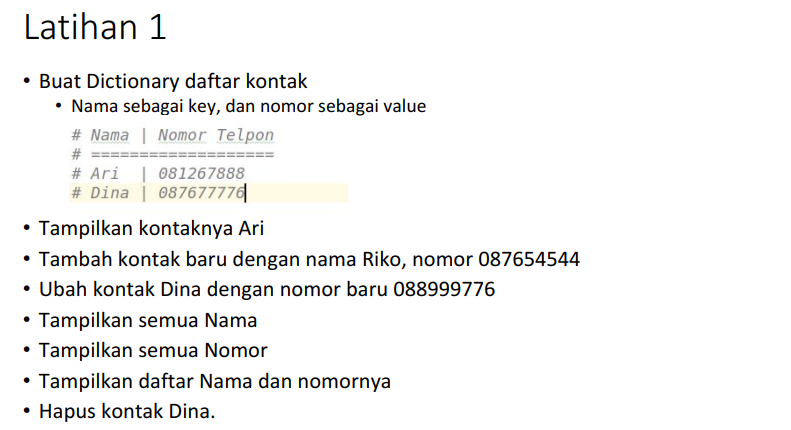 Latihan 1
• Buat Dictionary daftar kontak
• Nama sebagai key, dan nomor sebagai value
# Nama | Nomor Telpon
# ===================
# Ari | 081267888
# Dina | 087677776
• Tampilkan kontaknya Ari
• Tambah kontak baru dengan nama Riko, nomor 087654544
• Ubah kontak Dina dengan nomor baru 088999776
• Tampilkan semua Nama
• Tampilkan semua Nomor
• Tampilkan daftar Nama dan nomornya
• Hapus kontak Dina.